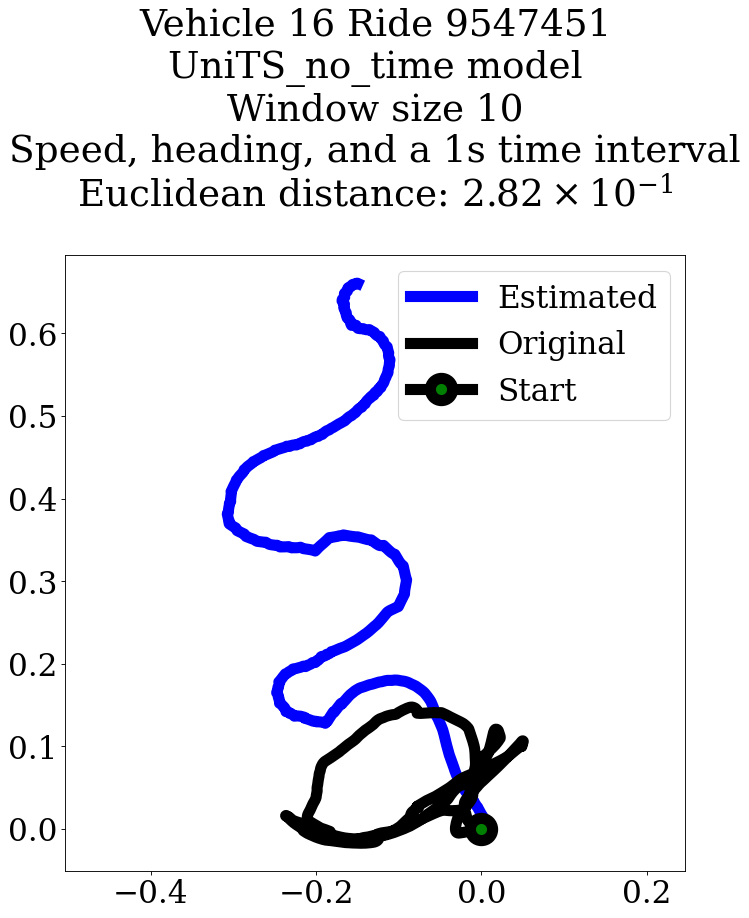 Vehicle 16 Ride 9547451
UniTS_no_time model
Window size 10
Speed, heading, and a 1s time interval
Euclidean distance: 2.82 × 10⁻¹
Estimated
Original
Start
0.6
0.5
0.4
0.3
0.2
0.1
0.0
−0.4
−0.2
0.0
0.2